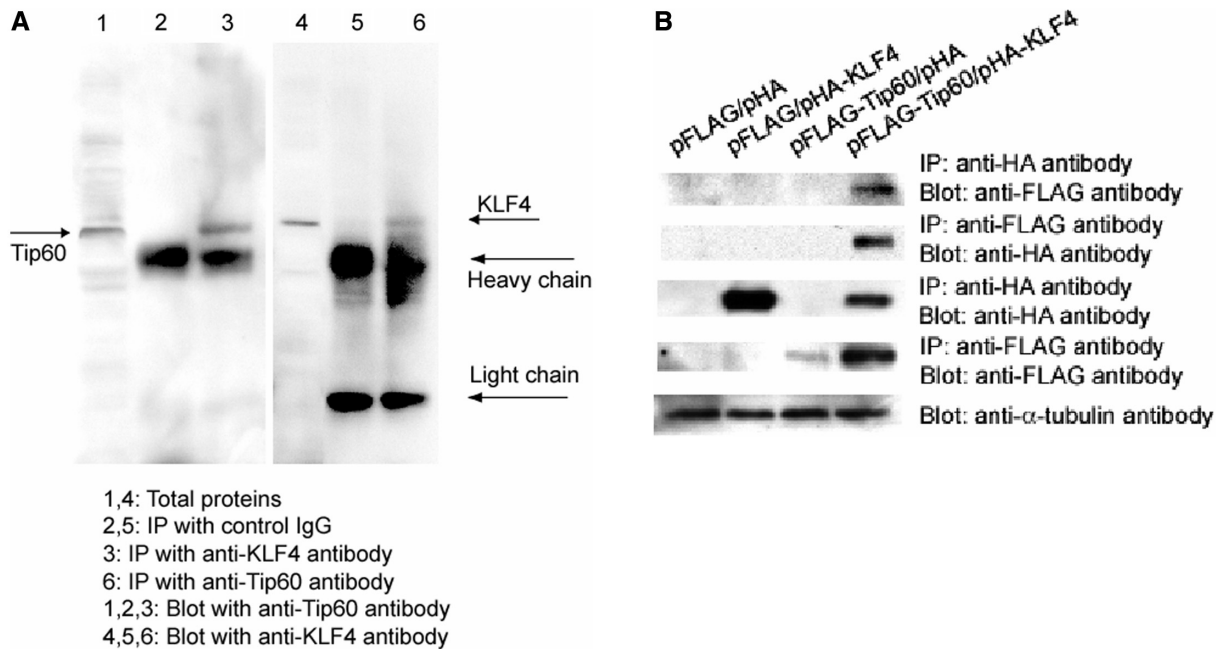 A
1 2 3 4 5 6
Tip60
KLF4
Heavy chain
Light chain
1,4: Total proteins
2,5: IP with control IgG
3: IP with anti-KLF4 antibody
6: IP with anti-Tip60 antibody
1,2,3: Blot with anti-Tip60 antibody
4,5,6: Blot with anti-KLF4 antibody
B
pFLAG/pHA
pFLAG/pHA-KLF4
pFLAG-Tip60/pHA
pFLAG-Tip60/pHA-KLF4
IP: anti-HA antibody
Blot: anti-FLAG antibody
IP: anti-FLAG antibody
Blot: anti-HA antibody
IP: anti-HA antibody
Blot: anti-HA antibody
IP: anti-FLAG antibody
Blot: anti-FLAG antibody
Blot: anti-α-tubulin antibody